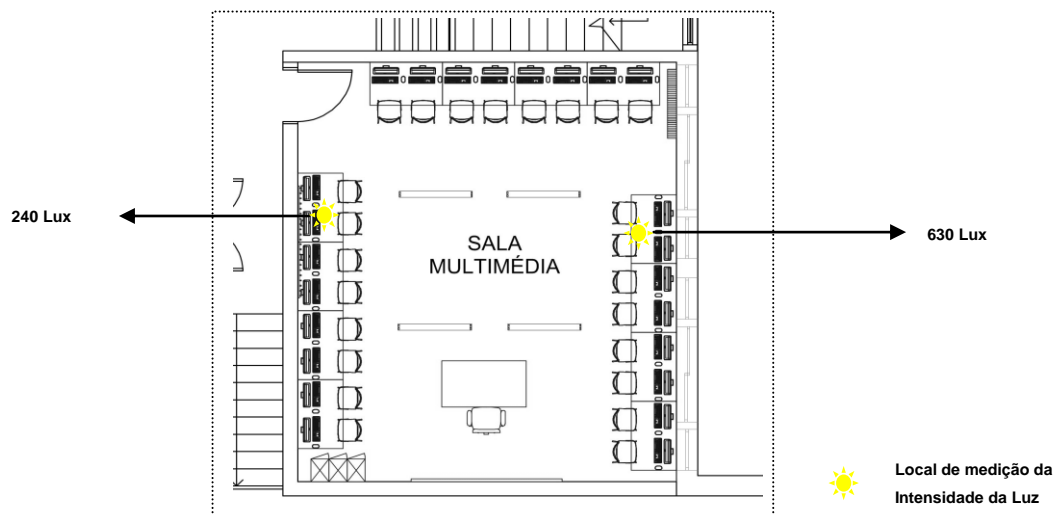 240 Lux
SALA
MULTIMÉDIA
630 Lux
Local de medição da
Intensidade da Luz